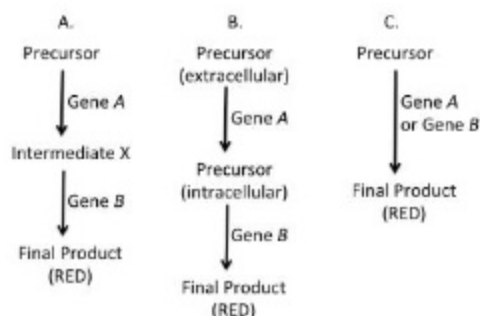 A.
Precursor
Gene A
Intermediate X
Gene B
Final Product
(RED)
B.
Precursor
(extracellular)
Gene A
Precursor
(intracellular)
Gene B
Final Product
(RED)
C.
Precursor
Gene A
or Gene B
Final Product
(RED)